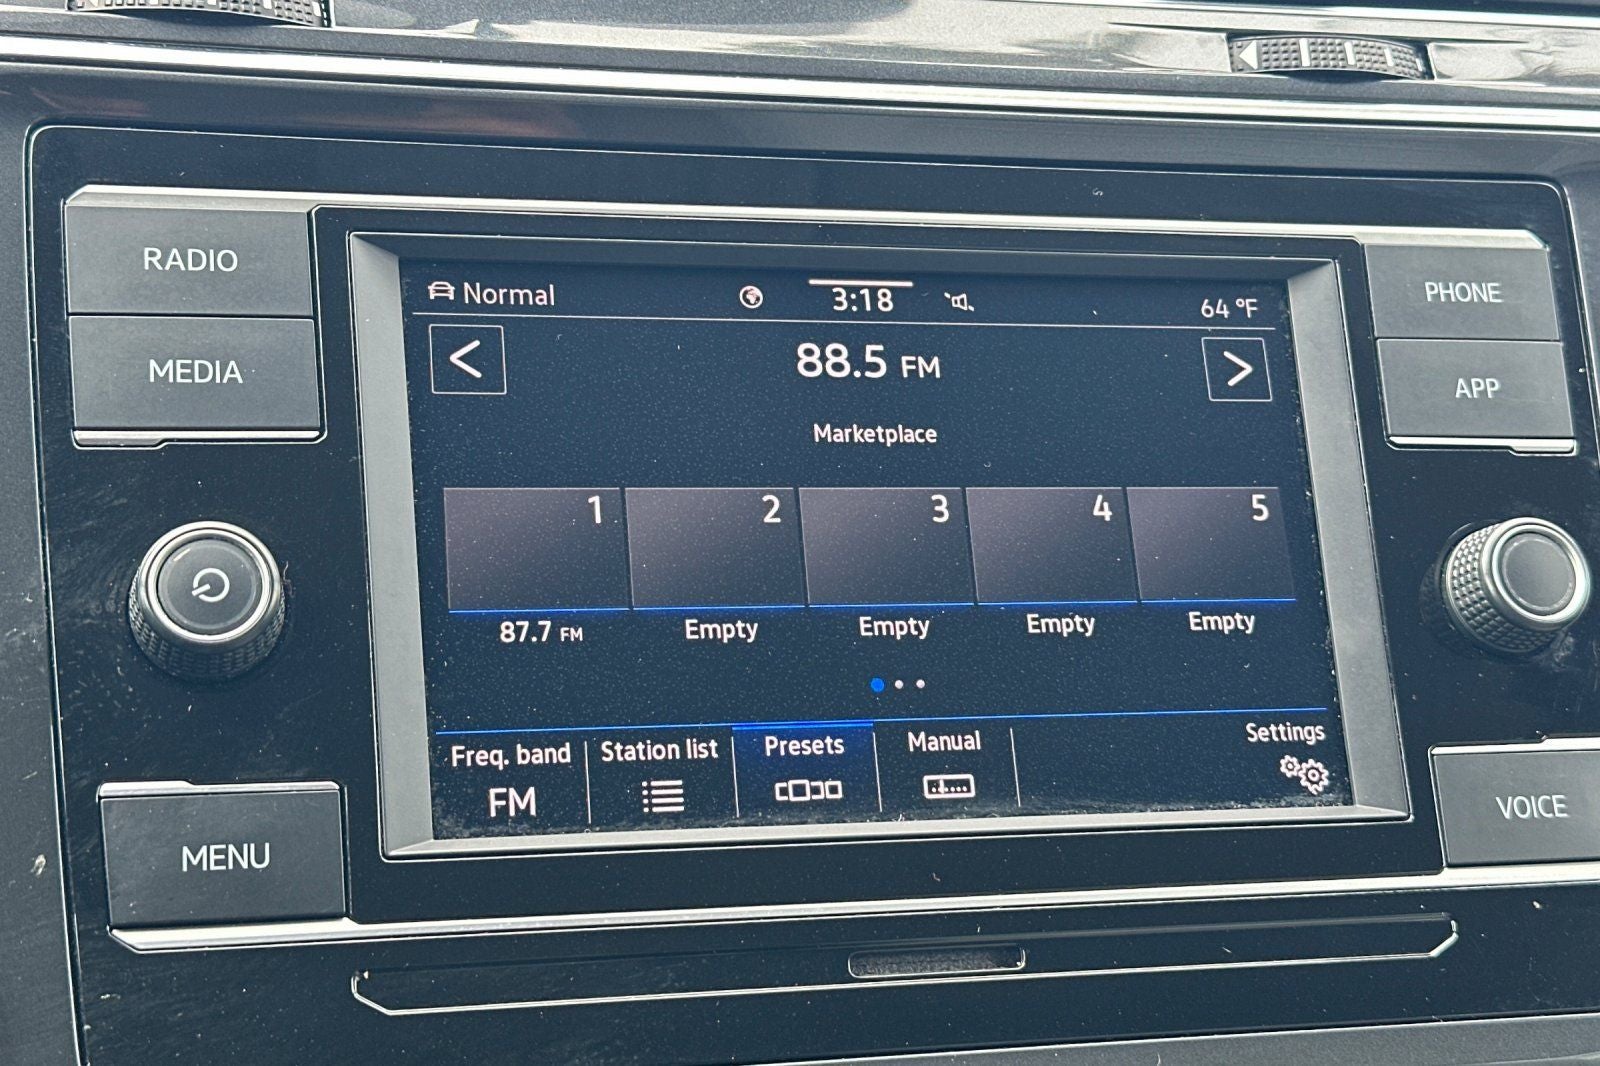 RADIO
MEDIA
MENU
PHONE
APP
VOICE
Normal
3:18
64 °F
<
88.5 FM
>
Marketplace
1
2
3
4
5
87.7 FM
Empty
Empty
Empty
Empty
Freq. band
FM
Station list
Presets
Manual
Settings